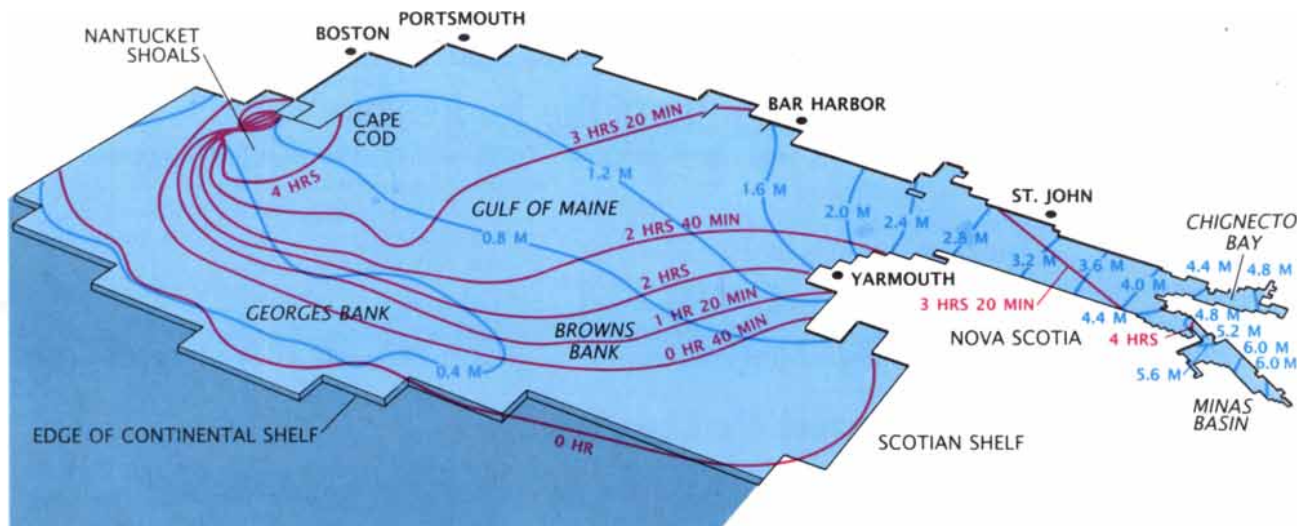 PORTSMOUTH
BOSTON
NANTUCKET
SHOALS
CAPE
COD
BAR HARBOR
3 HRS 20 MIN
1.2 M
1.6 M
4 HRS
GULF OF MAINE
0.8 M
2 HRS 40 MIN
2.0 M
2.4 M
2.8 M
ST. JOHN
CHIGNECTO
BAY
3.2 M
3.6 M
4.0 M
4.4 M
4.8 M
2 HRS
YARMOUTH
1 HR 20 MIN
0 HR 40 MIN
3 HRS 20 MIN
4.4 M
4.8 M
5.2 M
6.0 M
6.0 M
GEORGES BANK
BROWNS
BANK
NOVA SCOTIA
4 HRS
5.6 M
0.4 M
MINAS
BASIN
EDGE OF CONTINENTAL SHELF
0 HR
SCOTIAN SHELF